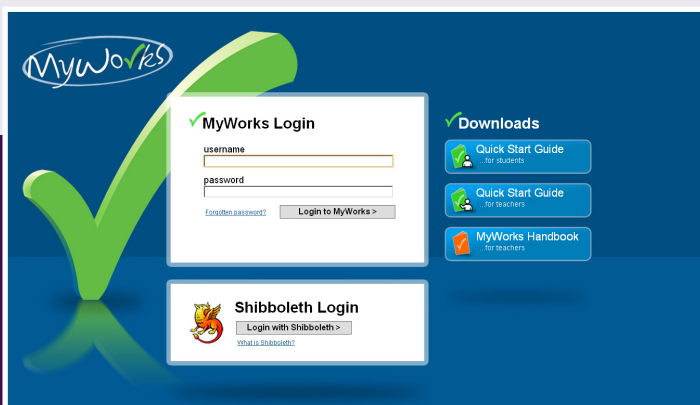 MyWorks
MyWorks Login
username
password
Forgotten password?
Login to MyWorks >
Shibboleth Login
Login with Shibboleth >
What is Shibboleth?
Downloads
Quick Start Guide
...for students
Quick Start Guide
...for teachers
MyWorks Handbook
...for teachers